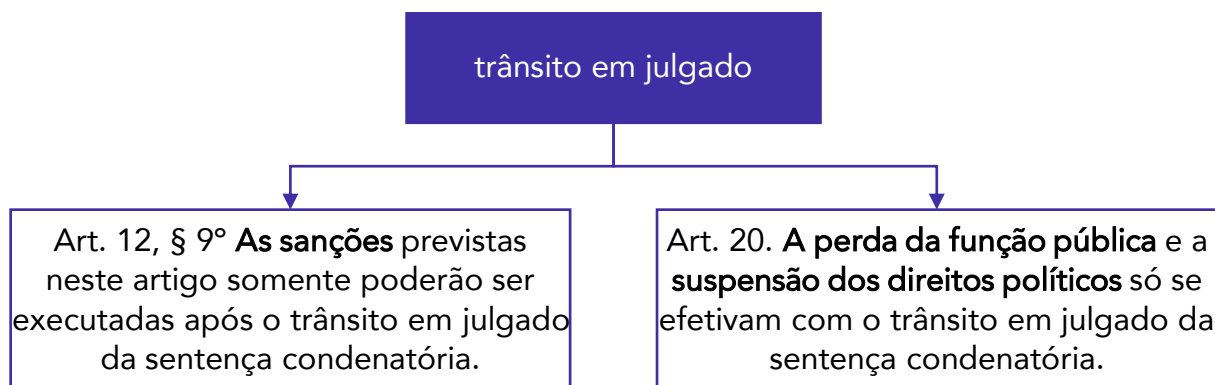 trânsito em julgado
Art. 12, § 9º As sanções previstas
neste artigo somente poderão ser
executadas após o trânsito em julgado
da sentença condenatória.
Art. 20. A perda da função pública e a
suspensão dos direitos políticos só se
efetivam com o trânsito em julgado da
sentença condenatória.